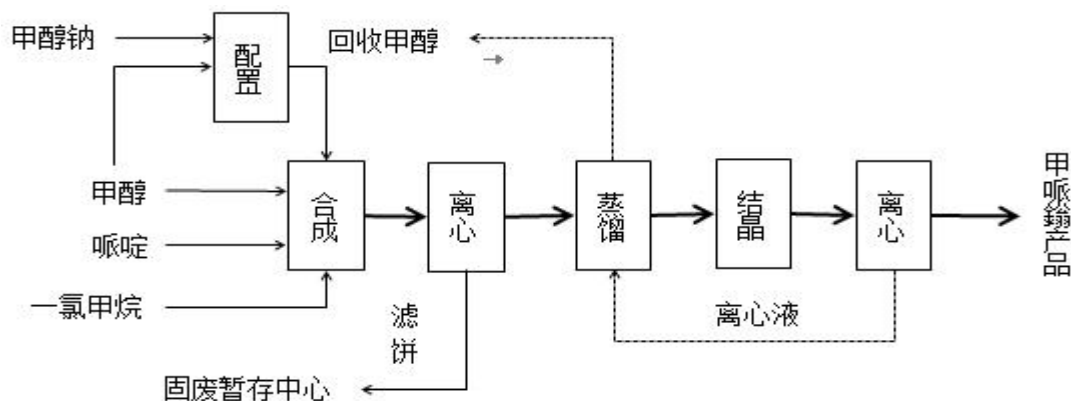 甲醇钠
配置
回收甲醇
甲醇
哌啶
一氯甲烷
合成
离心
蒸馏
结晶
离心
甲哌鎓产品
滤饼
离心液
固废暂存中心